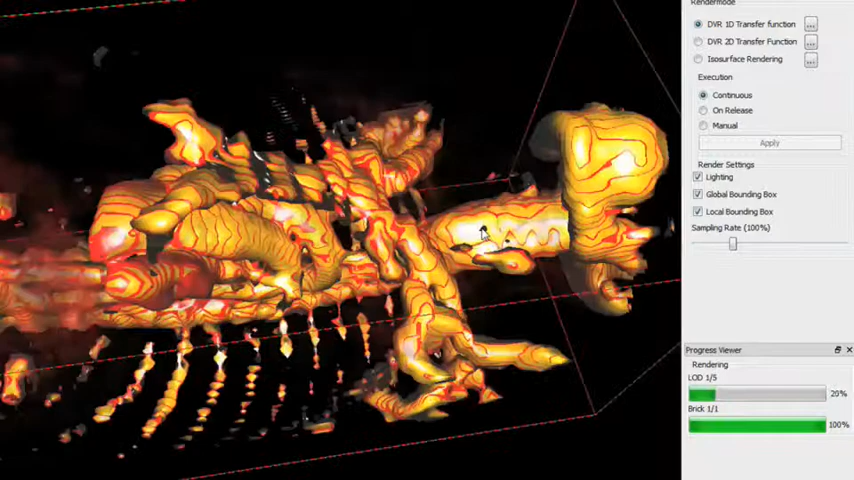 Rendermode
DVR 1D Transfer function
...
DVR 2D Transfer Function
...
Isosurface Rendering
...
Execution
Continuous
On Release
Manual
Apply
Render Settings
Lighting
Global Bounding Box
Local Bounding Box
Sampling Rate (100%)
Progress Viewer
Rendering
LOD 1/5
20%
Brick 1/1
100%